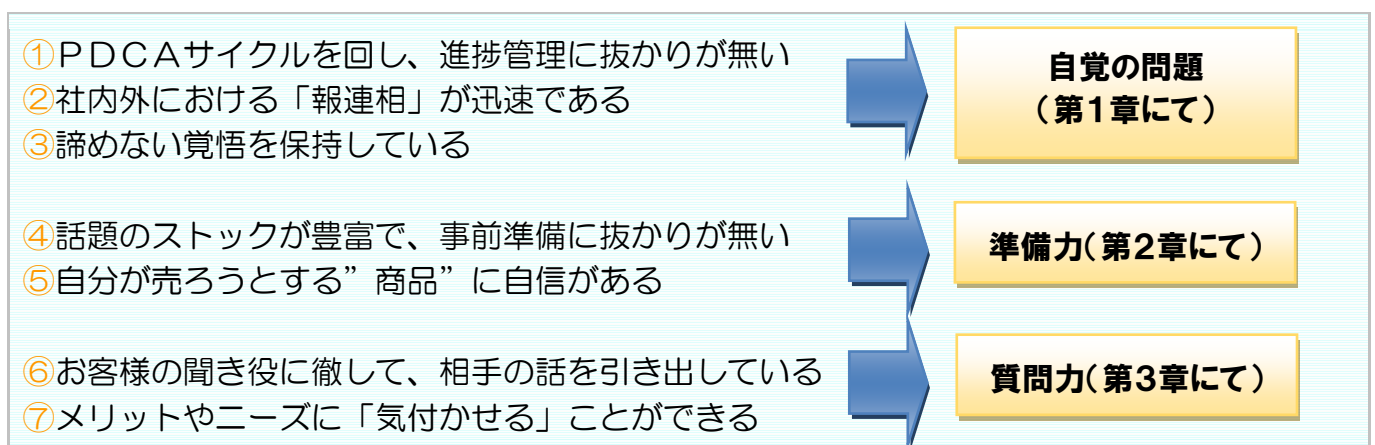 ①ＰＤＣＡサイクルを回し、進捗管理に抜かりが無い
②社内外における「報連相」が迅速である
③諦めない覚悟を保持している
自覚の問題
（第１章にて）
④話題のストックが豊富で、事前準備に抜かりが無い
⑤自分が売ろうとする”商品”に自信がある
準備力（第２章にて）
⑥お客様の聞き役に徹して、相手の話を引き出している
⑦メリットやニーズに「気付かせる」ことができる
質問力（第３章にて）